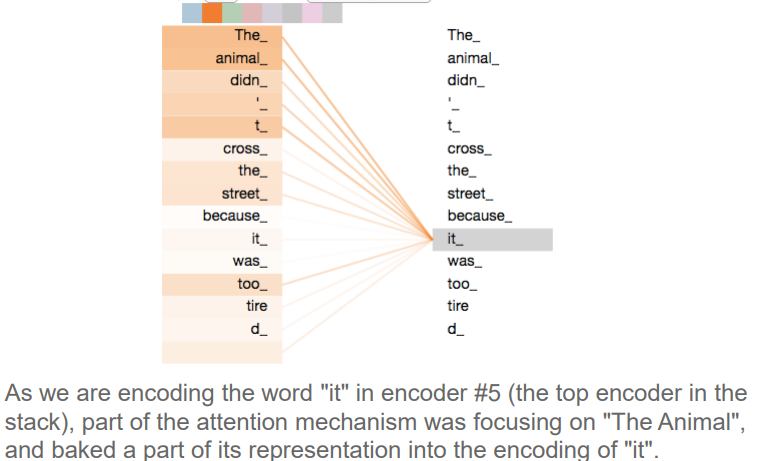 The_ The_
animal_ animal_
didn_ didn_
'_ '_
t_ t_
cross_ cross_
the_ the_
street_ street_
because_ because_
it_ it_
was_ was_
too_ too_
tire tire
d_ d_
As we are encoding the word "it" in encoder #5 (the top encoder in the
stack), part of the attention mechanism was focusing on "The Animal",
and baked a part of its representation into the encoding of "it".